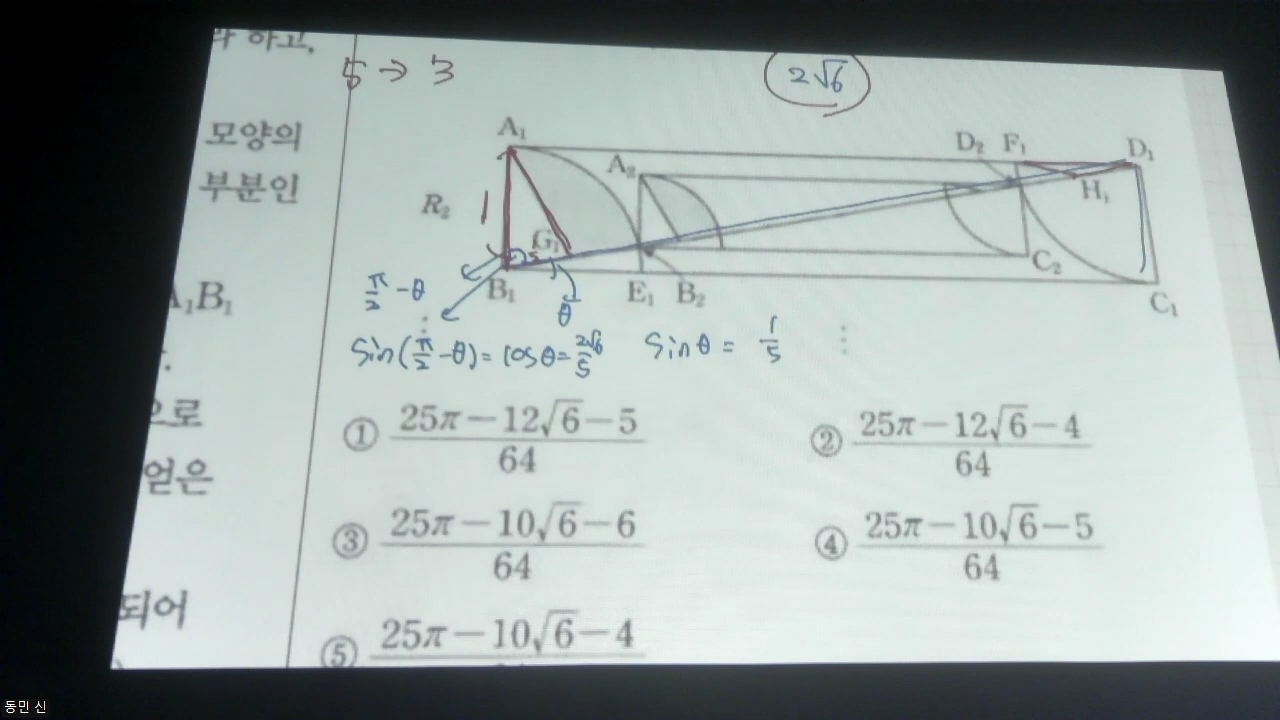 라 하고,
모양의
부분인
A₁B₁
으로
얻은
되어
5 → 3
2√6
A₁
A₂
D₂
F₁
D₁
R₂
1
G₁
H₁
B₁
E₁
B₂
C₂
C₁
π/2 - θ
θ
sin(π/2 - θ) = cos θ = 2√6/5
sin θ = 1/5
① (25π-12√6-5)/64
② (25π-12√6-4)/64
③ (25π-10√6-6)/64
④ (25π-10√6-5)/64
⑤ 25π-10√6-4
동민 신